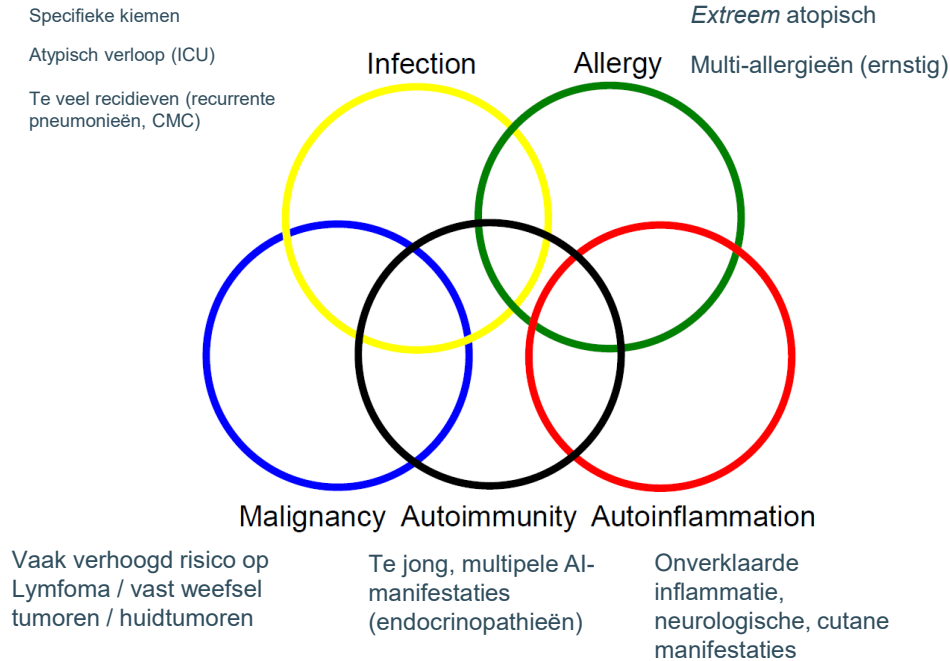 Specifieke kiemen
Atypisch verloop (ICU)
Te veel recidieven (recurrente
pneumonieën, CMC)
Extreem atopisch
Multi-allergieën (ernstig)
Infection
Allergy
Malignancy
Autoimmunity
Autoinflammation
Vaak verhoogd risico op
Lymfoma / vast weefsel
tumoren / huidtumoren
Te jong, multipele AI-
manifestaties
(endocrinopathieën)
Onverklaarde
inflammatie,
neurologische, cutane
manifestaties